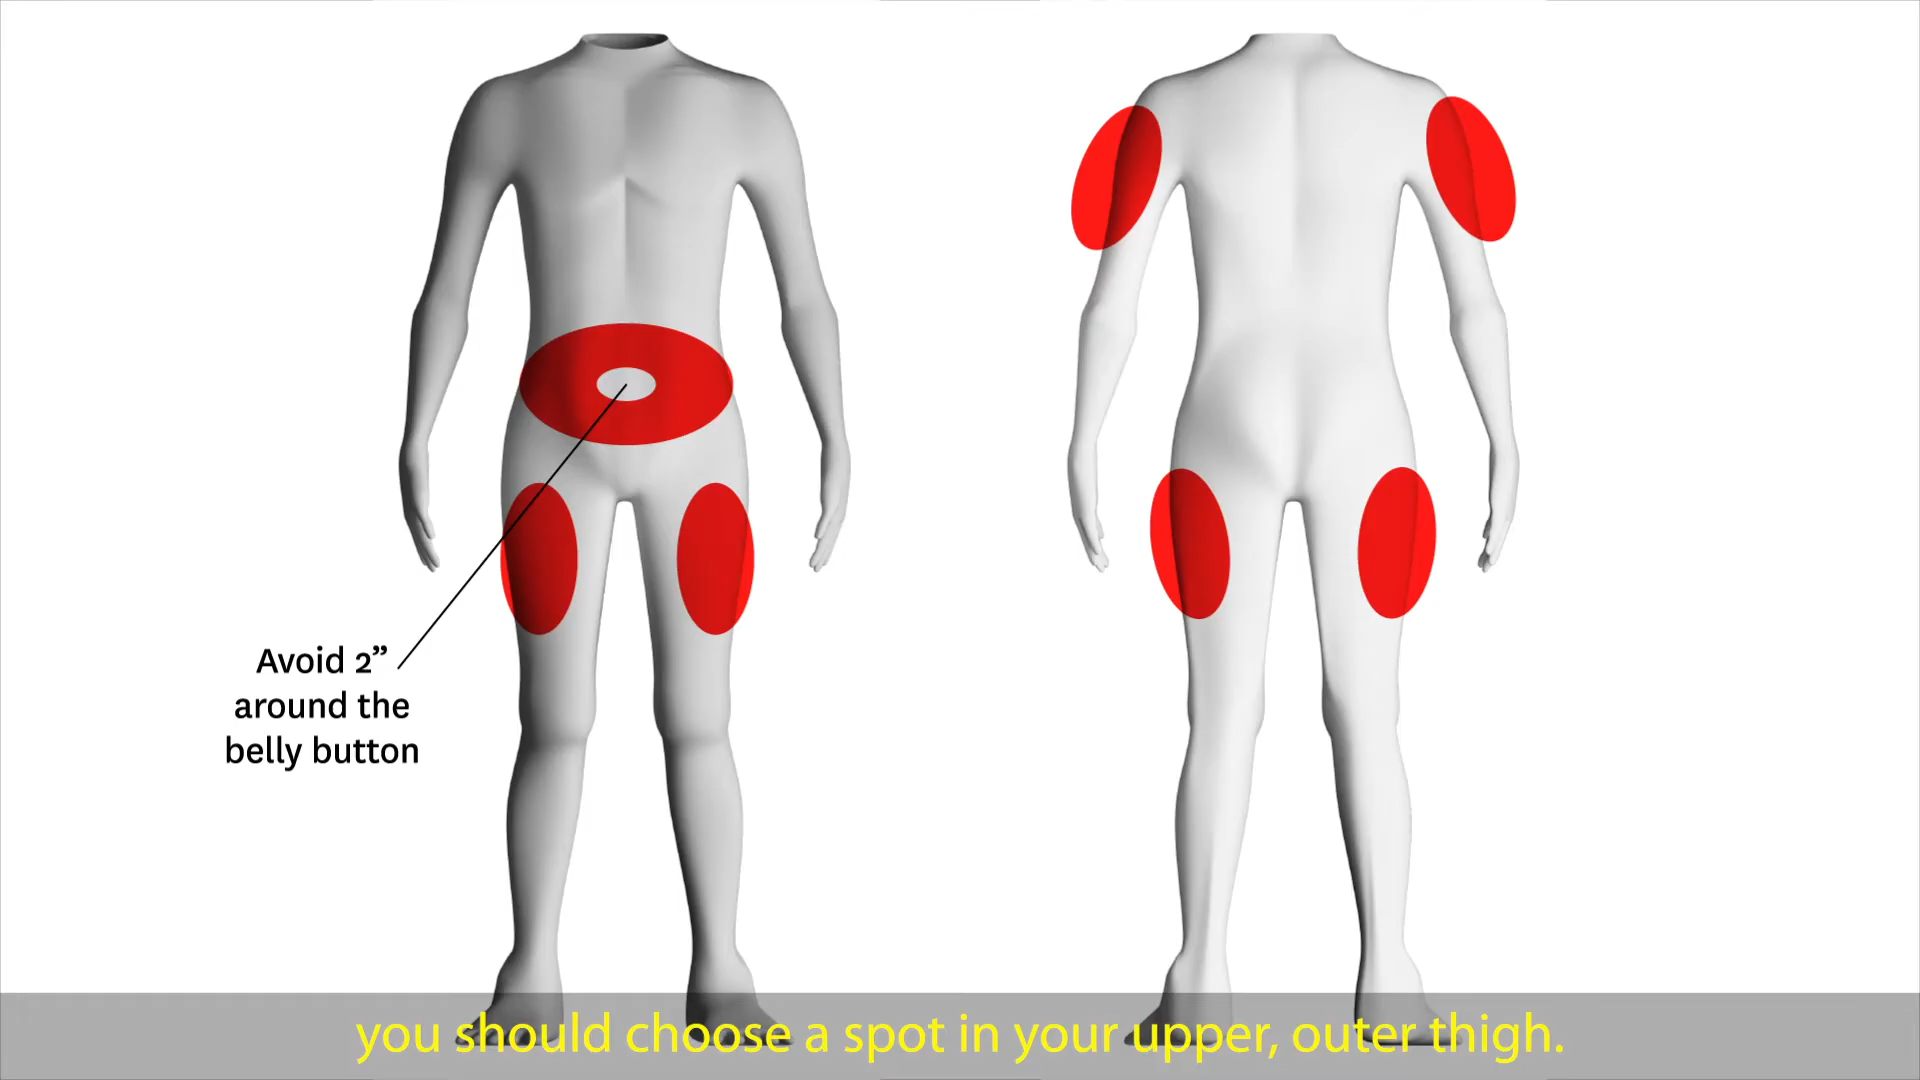 Avoid 2”
around the
belly button
you should choose a spot in your upper, outer thigh.